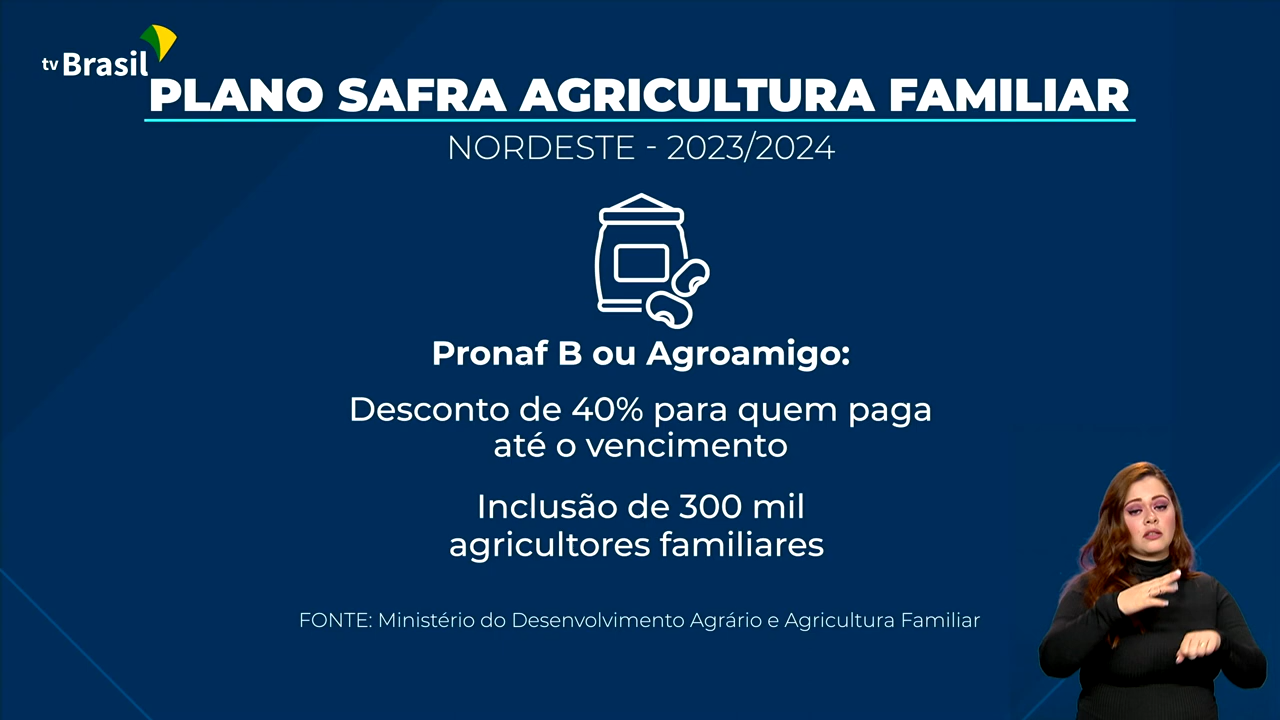 tv Brasil
PLANO SAFRA AGRICULTURA FAMILIAR
NORDESTE - 2023/2024
Pronaf B ou Agroamigo:
Desconto de 40% para quem paga
até o vencimento
Inclusão de 300 mil
agricultores familiares
FONTE: Ministério do Desenvolvimento Agrário e Agricultura Familiar